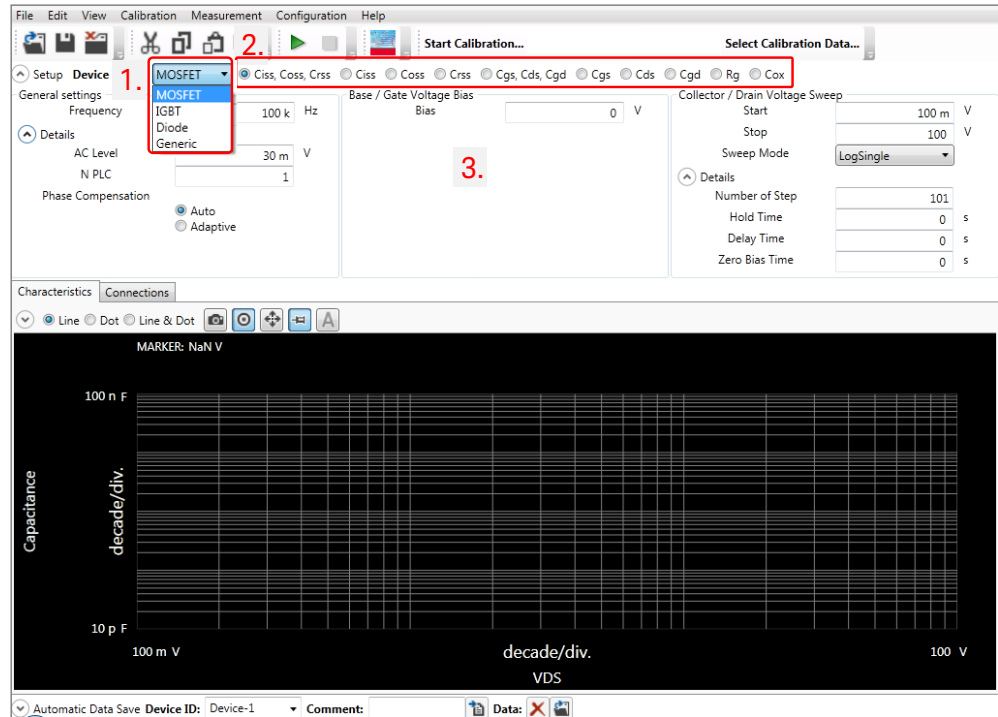 File Edit View Calibration Measurement Configuration Help
2. Start Calibration... Select Calibration Data...
Setup Device 1. MOSFET Ciss, Coss, Crss Ciss Coss Crss Cgs, Cds, Cgd Cgs Cds Cgd Rg Cox
MOSFET
IGBT
Diode
Generic
General settings
Frequency 100 k Hz
Details
AC Level 30 m V
N PLC 1
Phase Compensation
Auto
Adaptive
Base / Gate Voltage Bias
Bias 0 V
3.
Collector / Drain Voltage Sweep
Start 100 m V
Stop 100 V
Sweep Mode LogSingle
Details
Number of Step 101
Hold Time 0 s
Delay Time 0 s
Zero Bias Time 0 s
Characteristics Connections
Line Dot Line & Dot A
MARKER: NaN V
100 n F
Capacitance
decade/div.
10 p F
100 m V decade/div. 100 V
VDS
Automatic Data Save Device ID: Device-1 Comment: Data: